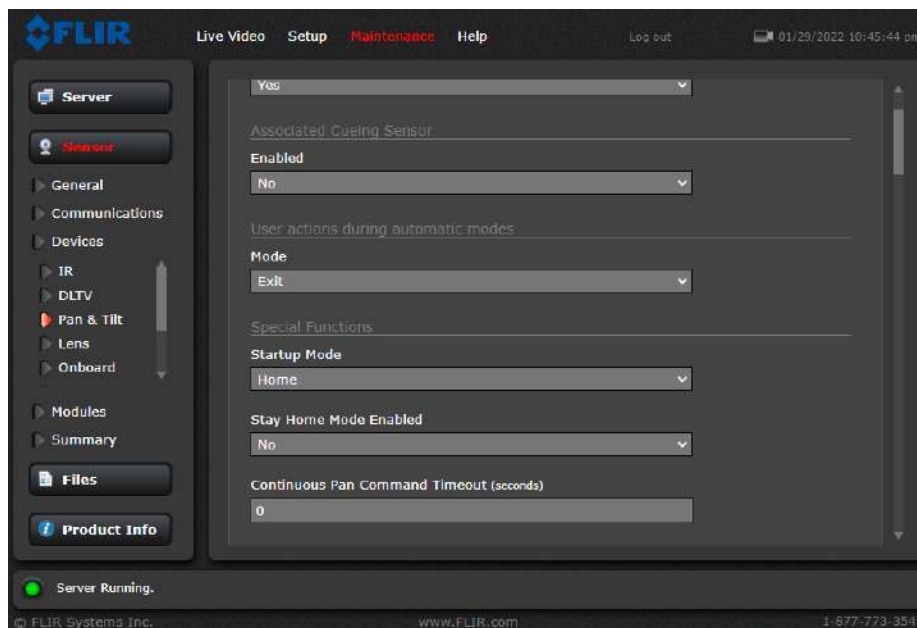 FLIR
Live Video Setup Maintenance Help Log out 01/29/2022 10:45:44 pm
Server
Sensor
General
Communications
Devices
IR
DLTV
Pan & Tilt
Lens
Onboard
Modules
Summary
Files
Product Info
Yes
Associated Cueing Sensor
Enabled
No
User actions during automatic modes
Mode
Exit
Special Functions
Startup Mode
Home
Stay Home Mode Enabled
No
Continuous Pan Command Timeout (seconds)
0
Server Running.
© FLIR Systems Inc. www.FLIR.com 1-877-773-354